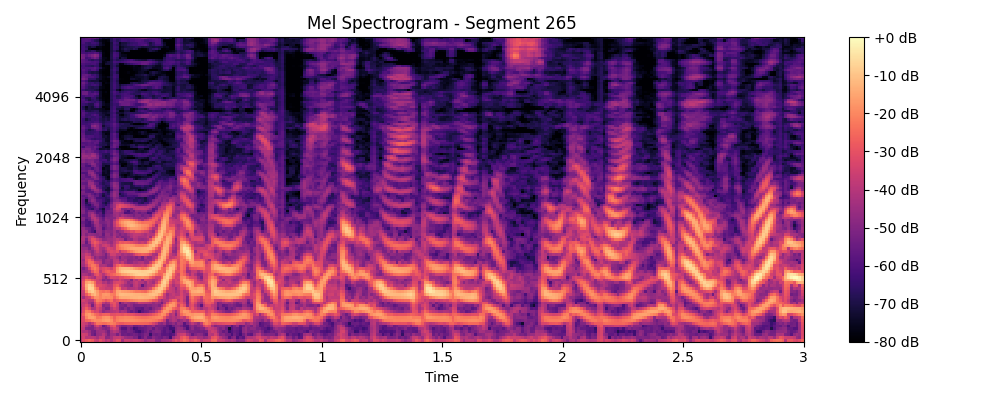 Mel Spectrogram - Segment 265
+0 dB
-10 dB
4096
-20 dB
-30 dB
2048
Frequency
-40 dB
1024
-50 dB
512
-60 dB
-70 dB
0
-80 dB
0 0.5 1 1.5 2 2.5 3
Time